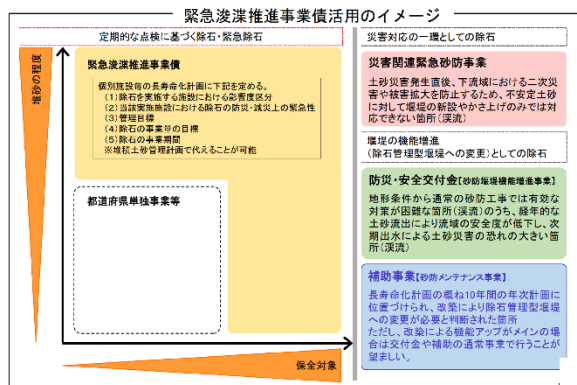 緊急浚渫推進事業債活用のイメージ
定期的な点検に基づく除石・緊急除石
災害対応の一環としての除石
堆砂の程度
緊急浚渫推進事業債
個別施設毎の長寿命化計画に下記を定める。
(1)除石を実施する施設における影響度区分
(2)当該実施施設における除石の防災・減災上の緊急性
(3)管理目標
(4)除石の事業量の目標
(5)除石の事業期間
※堆積土砂管理計画で代えることが可能
都道府県単独事業等
保全対象
災害関連緊急砂防事業
土砂災害発生直後、下流域における二次災
害や被害拡大を防止するため、不安定土砂
に対して堰堤の新設やかさ上げのみでは対
応できない箇所(渓流)
堰堤の機能増進
(除石管理型堰堤への変更)としての除石
防災・安全交付金【砂防堰堤機能増進事業】
地形条件から通常の砂防工事では有効な
対策が困難な箇所(渓流)のうち、経年的な
土砂流出により流域の安全度が低下し、次
期出水による土砂災害の恐れの大きい箇
所(渓流)
補助事業【砂防メンテナンス事業】
長寿命化計画の概ね10年間の年次計画に
位置づけられ、改築により除石管理型堰堤
への変更が必要と判断された箇所
ただし、改築による機能アップがメインの場
合は交付金や補助の通常事業で行うことが
望ましい。